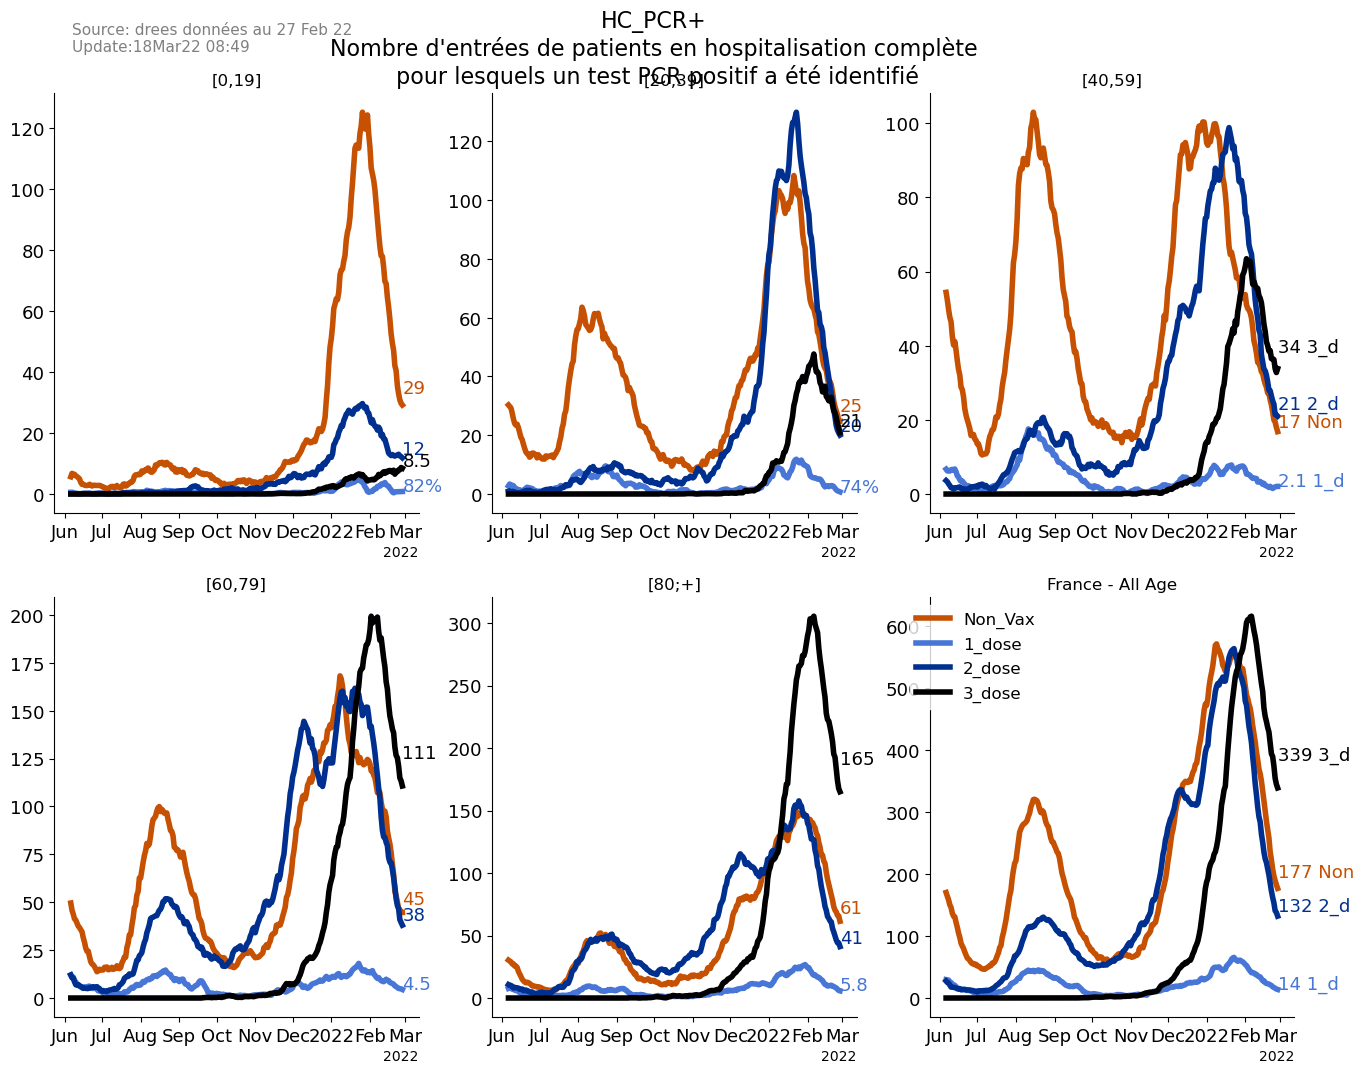 Source: drees données au 27 Feb 22
Update:18Mar22 08:49
HC_PCR+
Nombre d'entrées de patients en hospitalisation complète
pour lesquels un test PCR positif a été identifié
[0,19]
120
100
80
60
40
20
0
29
12
8.5
82%
Jun Jul Aug Sep Oct Nov Dec 2022 Feb Mar
2022
[20,39]
120
100
80
60
40
20
0
25
21
20
74%
Jun Jul Aug Sep Oct Nov Dec 2022 Feb Mar
2022
[40,59]
100
80
60
40
20
0
34 3_d
21 2_d
17 Non
2.1 1_d
Jun Jul Aug Sep Oct Nov Dec 2022 Feb Mar
2022
[60,79]
200
175
150
125
100
75
50
25
0
111
45
38
4.5
Jun Jul Aug Sep Oct Nov Dec 2022 Feb Mar
2022
[80;+]
300
250
200
150
100
50
0
165
61
41
5.8
Jun Jul Aug Sep Oct Nov Dec 2022 Feb Mar
2022
France - All Age
600
500
400
300
200
100
0
Non_Vax
1_dose
2_dose
3_dose
339 3_d
177 Non
132 2_d
14 1_d
Jun Jul Aug Sep Oct Nov Dec 2022 Feb Mar
2022